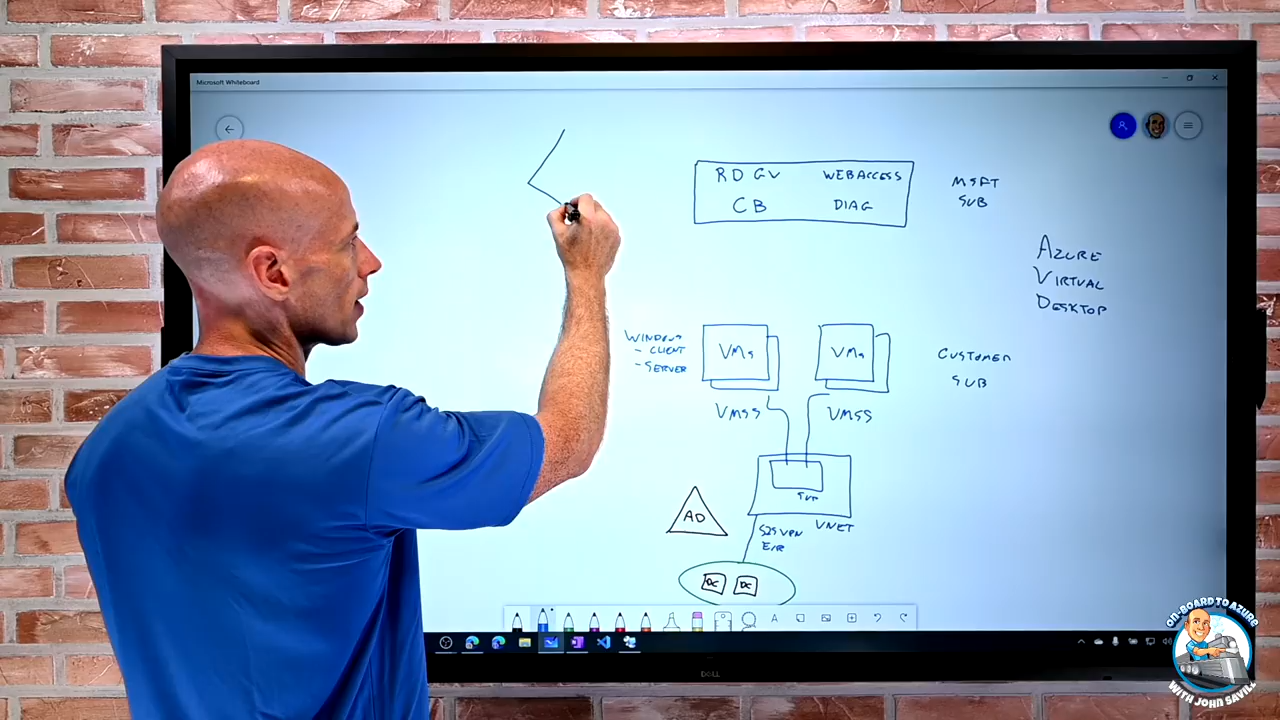 Microsoft Whiteboard
RD GW WEBACCESS
CB DIAG
MSFT
SUB
AZURE
VIRTUAL
DESKTOP
WINDOWS
- CLIENT
- SERVER
VMs
VMs
CUSTOMER
SUB
VMSS
VMSS
AD
S2S VPN
E/R
VNET
DC
DC
A
DELL
ON-BOARD TO AZURE
WITH JOHN SAVILL